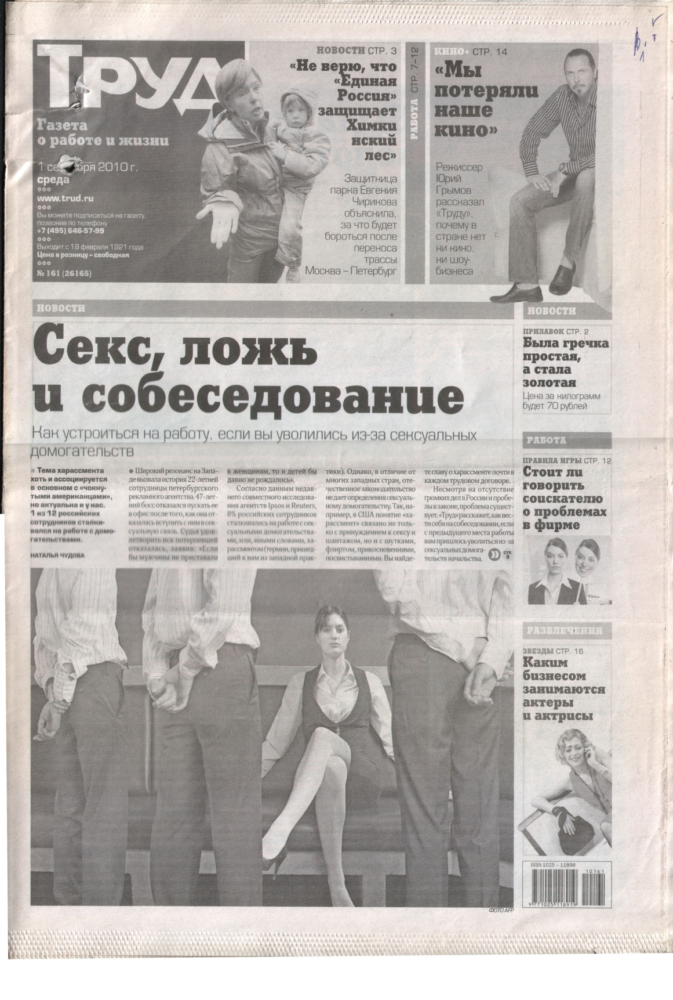 ТРУД
Газета
о работе и жизни
1 сентября 2010 г.
среда
www.trud.ru
Вы можете подписаться на газету,
позвонив по телефону
+7 (495) 646-57-99
Выходит с 19 февраля 1921 года
Цена в розницу – свободная
№ 161 (26165)
НОВОСТИ СТР. 3
«Не верю, что
«Единая
Россия»
защищает
Химки
нский
лес»
Защитница
парка Евгения
Чирикова
объяснила,
за что будет
бороться после
переноса
трассы
Москва – Петербург
РАБОТА СТР. 7–12
КИНО+ СТР. 14
«Мы
потеряли
наше
кино»
Режиссер
Юрий
Грымов
рассказал
«Труду»,
почему в
стране нет
ни кино,
ни шоу-
бизнеса
НОВОСТИ
Секс, ложь
и собеседование
Как устроиться на работу, если вы уволились из-за сексуальных
домогательств
● Тема харассмента
хоть и ассоциируется
в основном с «чокну-
тыми американцами»,
но актуальна и у нас.
1 из 12 российских
сотрудников сталки-
вался на работе с домо-
гательствами.
НАТАЛЬЯ ЧУДОВА
● Широкий резонанс на Запа-
де вызвала история 22-летней
сотрудницы петербургского
рекламного агентства. 47-лет-
ний босс отказался пускать ее
в офис после того, как она от-
казалась вступить с ним в сек-
суальную связь. Судья удов-
летворить иск потерпевшей
отказалась, заявив: «Если
бы мужчины не приставали
к женщинам, то и детей бы
давно не рождалось».
Согласно данным недав-
него совместного исследова-
ния агентств Ipsos и Reuters,
8% российских сотрудников
сталкивались на работе с сек-
суальными домогательства-
ми, или, иными словами, ха-
рассментом (термин, пришед-
ший к нам из западной прак-
тики). Однако, в отличие от
многих западных стран, оте-
чественное законодательство
не дает определения сексуаль-
ному домогательству. Так, на-
пример, в США понятие «ха-
рассмент» связано не толь-
ко с принуждением к сексу и
шантажом, но и с шутками,
флиртом, прикосновениями,
посвистываниями. Вы найде-
те главу о харассменте почти в
каждом трудовом договоре.
Несмотря на отсутствие
громких дел в России и пробе-
лы в законе, проблема сущест-
вует. «Труд» расскажет, как вес-
ти себя на собеседовании, если
с предыдущего места работы
вам пришлось уволиться из-за
сексуальных домога-
тельств начальства.
СТР.
8
ФОТО AFP
НОВОСТИ
ПРИЛАВОК СТР. 2
Была гречка
простая,
а стала
золотая
Цена за килограмм
будет 70 рублей
РАБОТА
ПРАВИЛА ИГРЫ СТР. 12
Стоит ли
говорить
соискателю
о проблемах
в фирме
РАЗВЛЕЧЕНИЯ
ЗВЕЗДЫ СТР. 16
Каким
бизнесом
занимаются
актеры
и актрисы
ISSN 1025 – 11898
10161
9 771025 118919